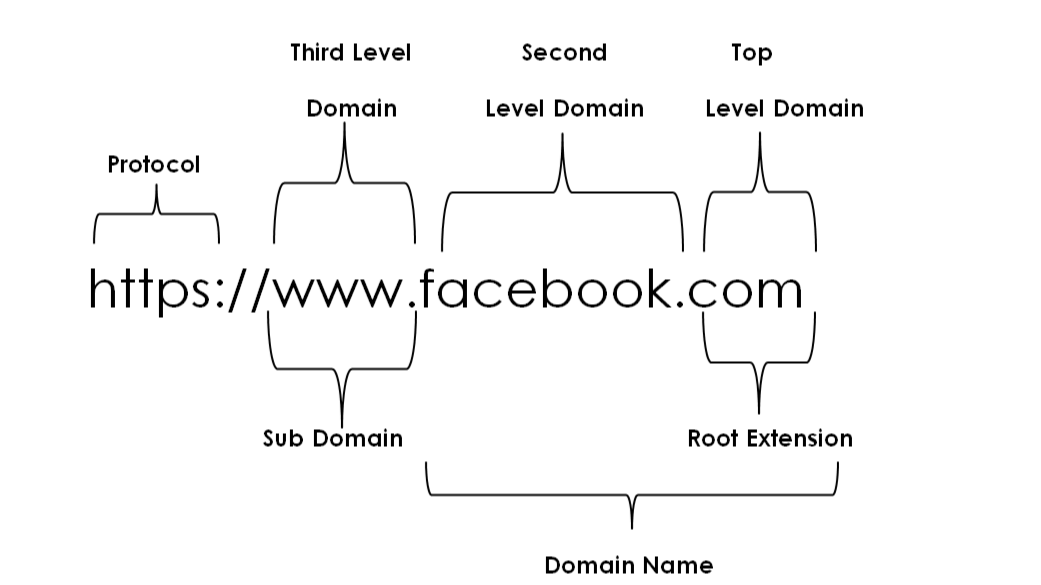 Third Level Second Top
Domain Level Domain Level Domain
Protocol
https://www.facebook.com
Sub Domain Root Extension
Domain Name